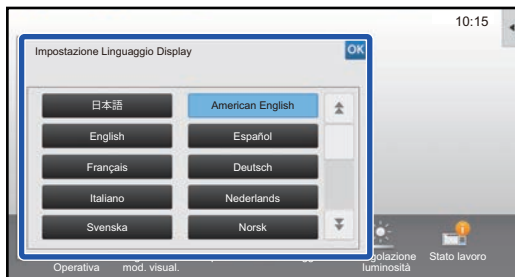 10:15
Impostazione Linguaggio Display
OK
日本語
American English
English
Español
Français
Deutsch
Italiano
Nederlands
Svenska
Norsk
Operativa
mod. visual.
Stato lavoro
luminosità